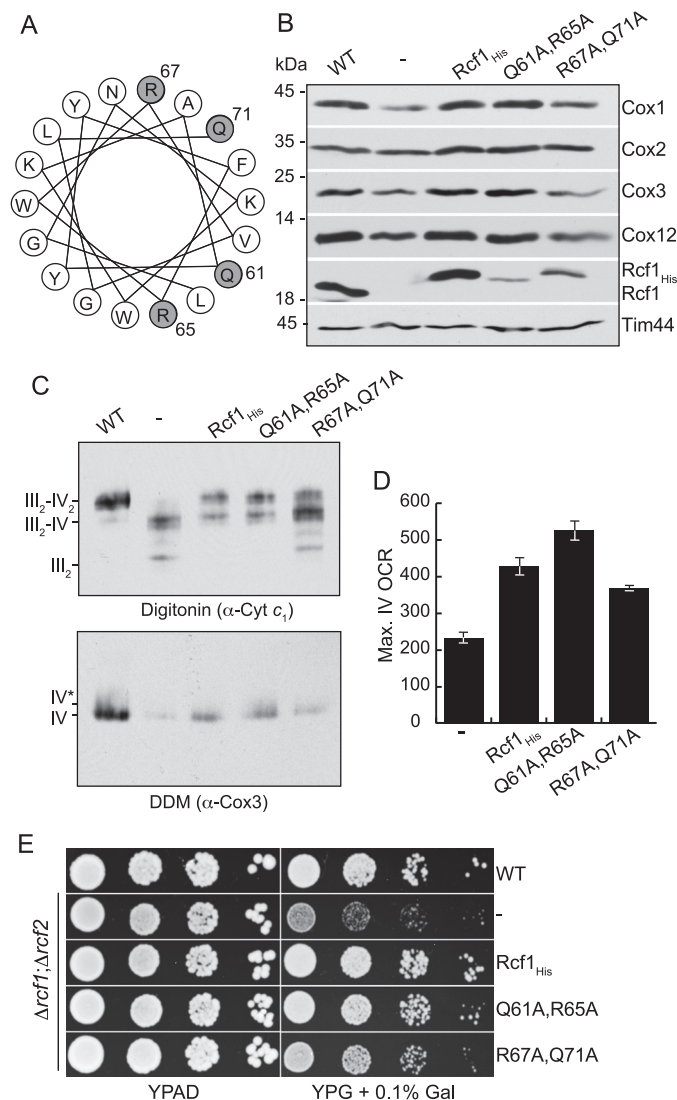 A
67
R
N
A
Y
71
Q
L
F
K
K
W
V
G
Q
61
Y
L
G
W
R
65
B
kDa
WT
-
Rcf1His
Q61A,R65A
R67A,Q71A
45
Cox1
35
Cox2
25
Cox3
14
Cox12
Rcf1His
Rcf1
18
45
Tim44
C
WT
-
Rcf1His
Q61A,R65A
R67A,Q71A
III2-IV2
III2-IV
III2
Digitonin (α-Cyt c1)
IV*
IV
DDM (α-Cox3)
D
Max. IV OCR
600
500
400
300
200
100
0
-
Rcf1His
Q61A,R65A
R67A,Q71A
E
Δrcf1;Δrcf2
WT
-
Rcf1His
Q61A,R65A
R67A,Q71A
YPAD
YPG + 0.1% Gal